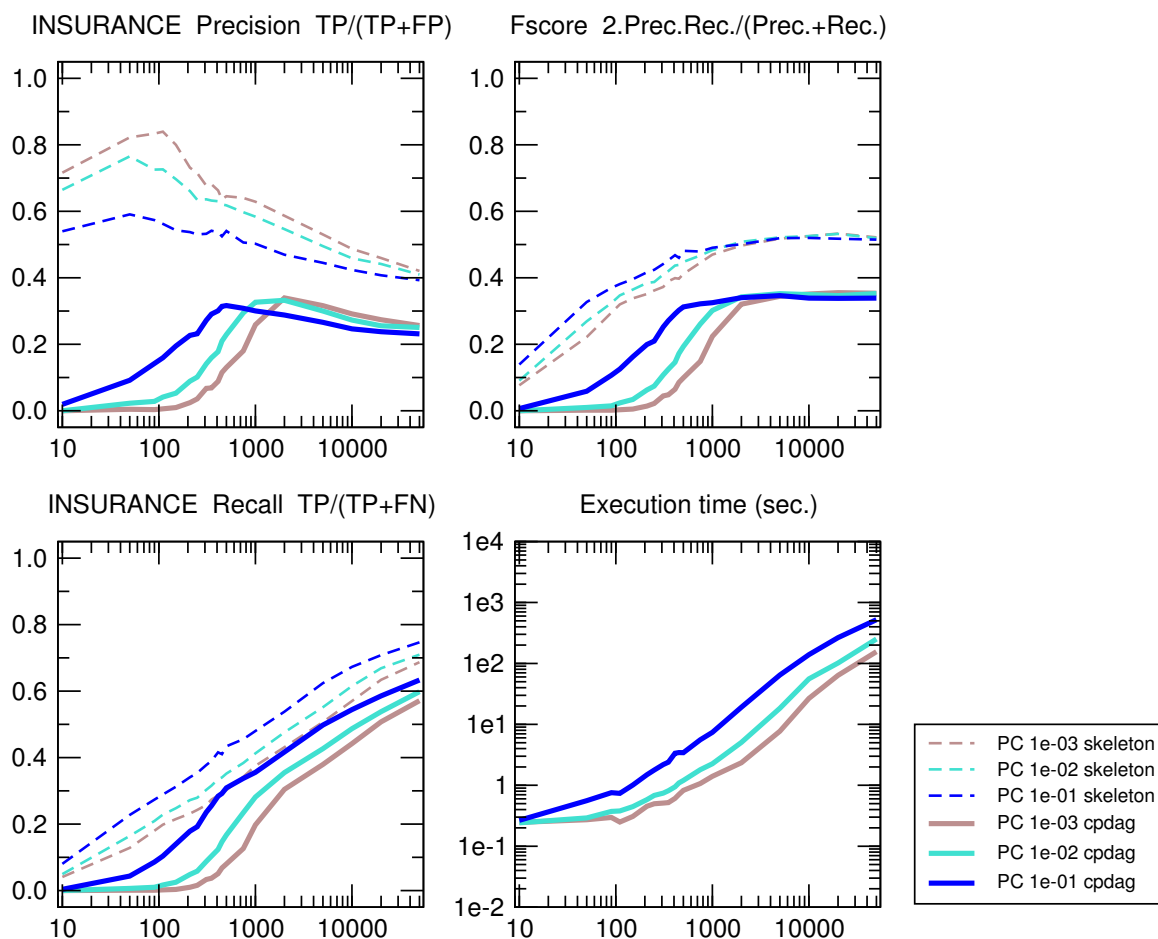 INSURANCE Precision TP/(TP+FP)
1.0
0.8
0.6
0.4
0.2
0.0
10 100 1000 10000
Fscore 2.Prec.Rec./(Prec.+Rec.)
1.0
0.8
0.6
0.4
0.2
0.0
10 100 1000 10000
INSURANCE Recall TP/(TP+FN)
1.0
0.8
0.6
0.4
0.2
0.0
10 100 1000 10000
Execution time (sec.)
1e4
1e3
1e2
1e1
1
1e-1
1e-2
10 100 1000 10000
PC 1e-03 skeleton
PC 1e-02 skeleton
PC 1e-01 skeleton
PC 1e-03 cpdag
PC 1e-02 cpdag
PC 1e-01 cpdag